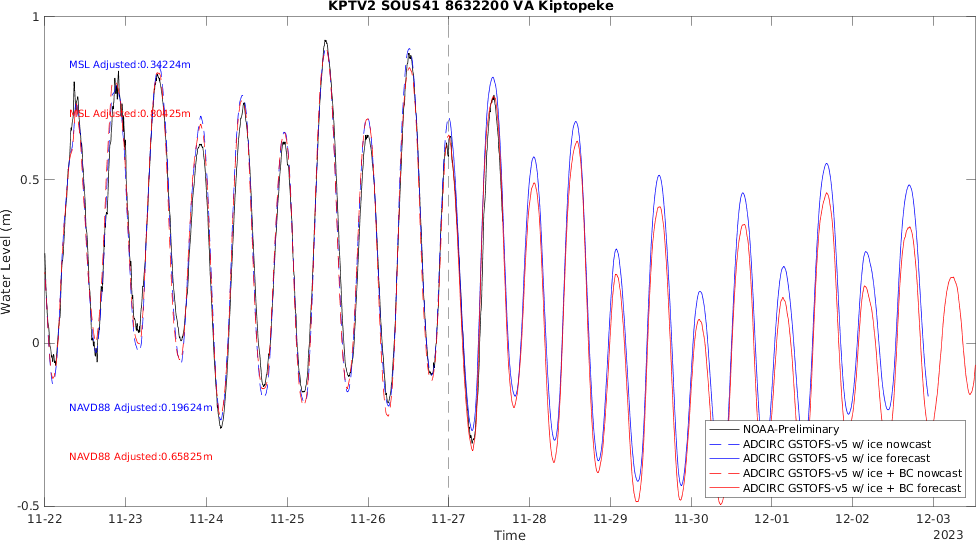 KPTV2 SOUS41 8632200 VA Kiptopeke
1
MSL Adjusted:0.34224m
MSL Adjusted:0.80425m
0.5
Water Level (m)
0
NAVD88 Adjusted:0.19624m
NAVD88 Adjusted:0.65825m
NOAA-Preliminary
ADCIRC GSTOFS-v5 w/ ice nowcast
ADCIRC GSTOFS-v5 w/ ice forecast
ADCIRC GSTOFS-v5 w/ ice + BC nowcast
ADCIRC GSTOFS-v5 w/ ice + BC forecast
-0.5
11-22 11-23 11-24 11-25 11-26 11-27 11-28 11-29 11-30 12-01 12-02 12-03
Time
2023